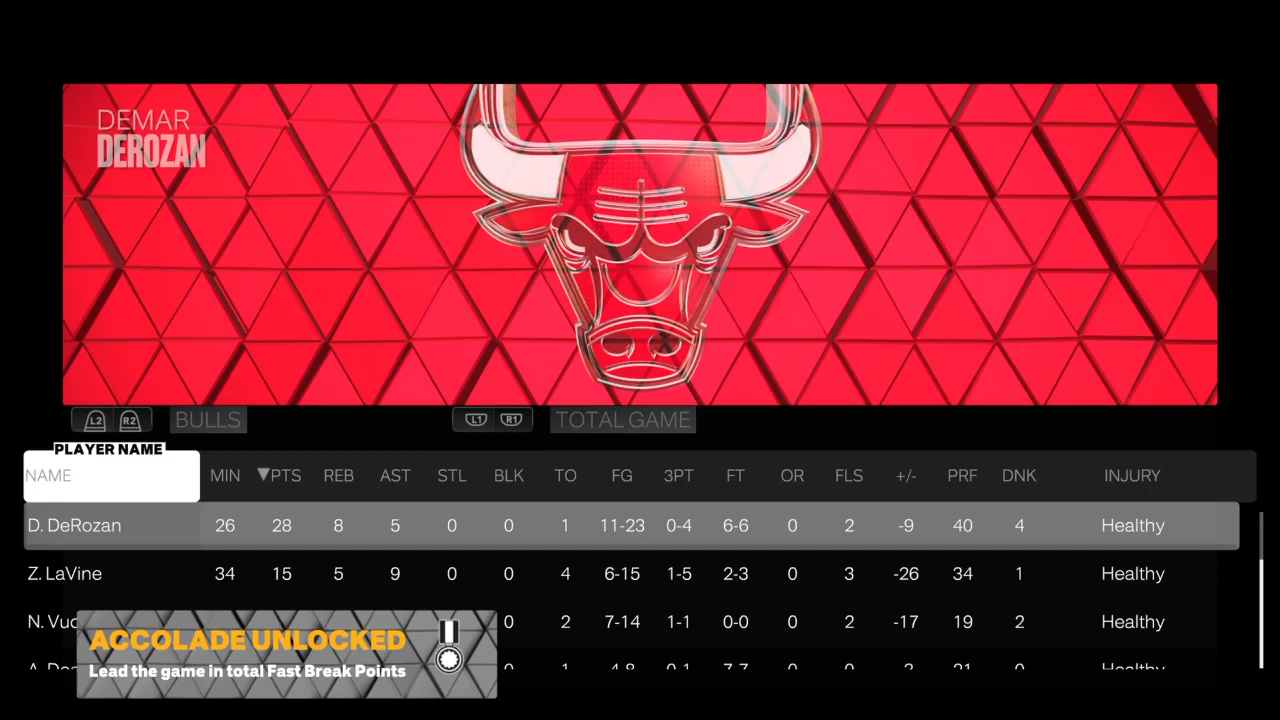 DEMAR
DEROZAN
L2 R2 BULLS L1 R1 TOTAL GAME
PLAYER NAME
NAME MIN ▼PTS REB AST STL BLK TO FG 3PT FT OR FLS +/- PRF DNK INJURY
D. DeRozan 26 28 8 5 0 0 1 11-23 0-4 6-6 0 2 -9 40 4 Healthy
Z. LaVine 34 15 5 9 0 0 4 6-15 1-5 2-3 0 3 -26 34 1 Healthy
N. 0 2 7-14 1-1 0-0 0 2 -17 19 2 Healthy
ACCOLADE UNLOCKED
Lead the game in total Fast Break Points